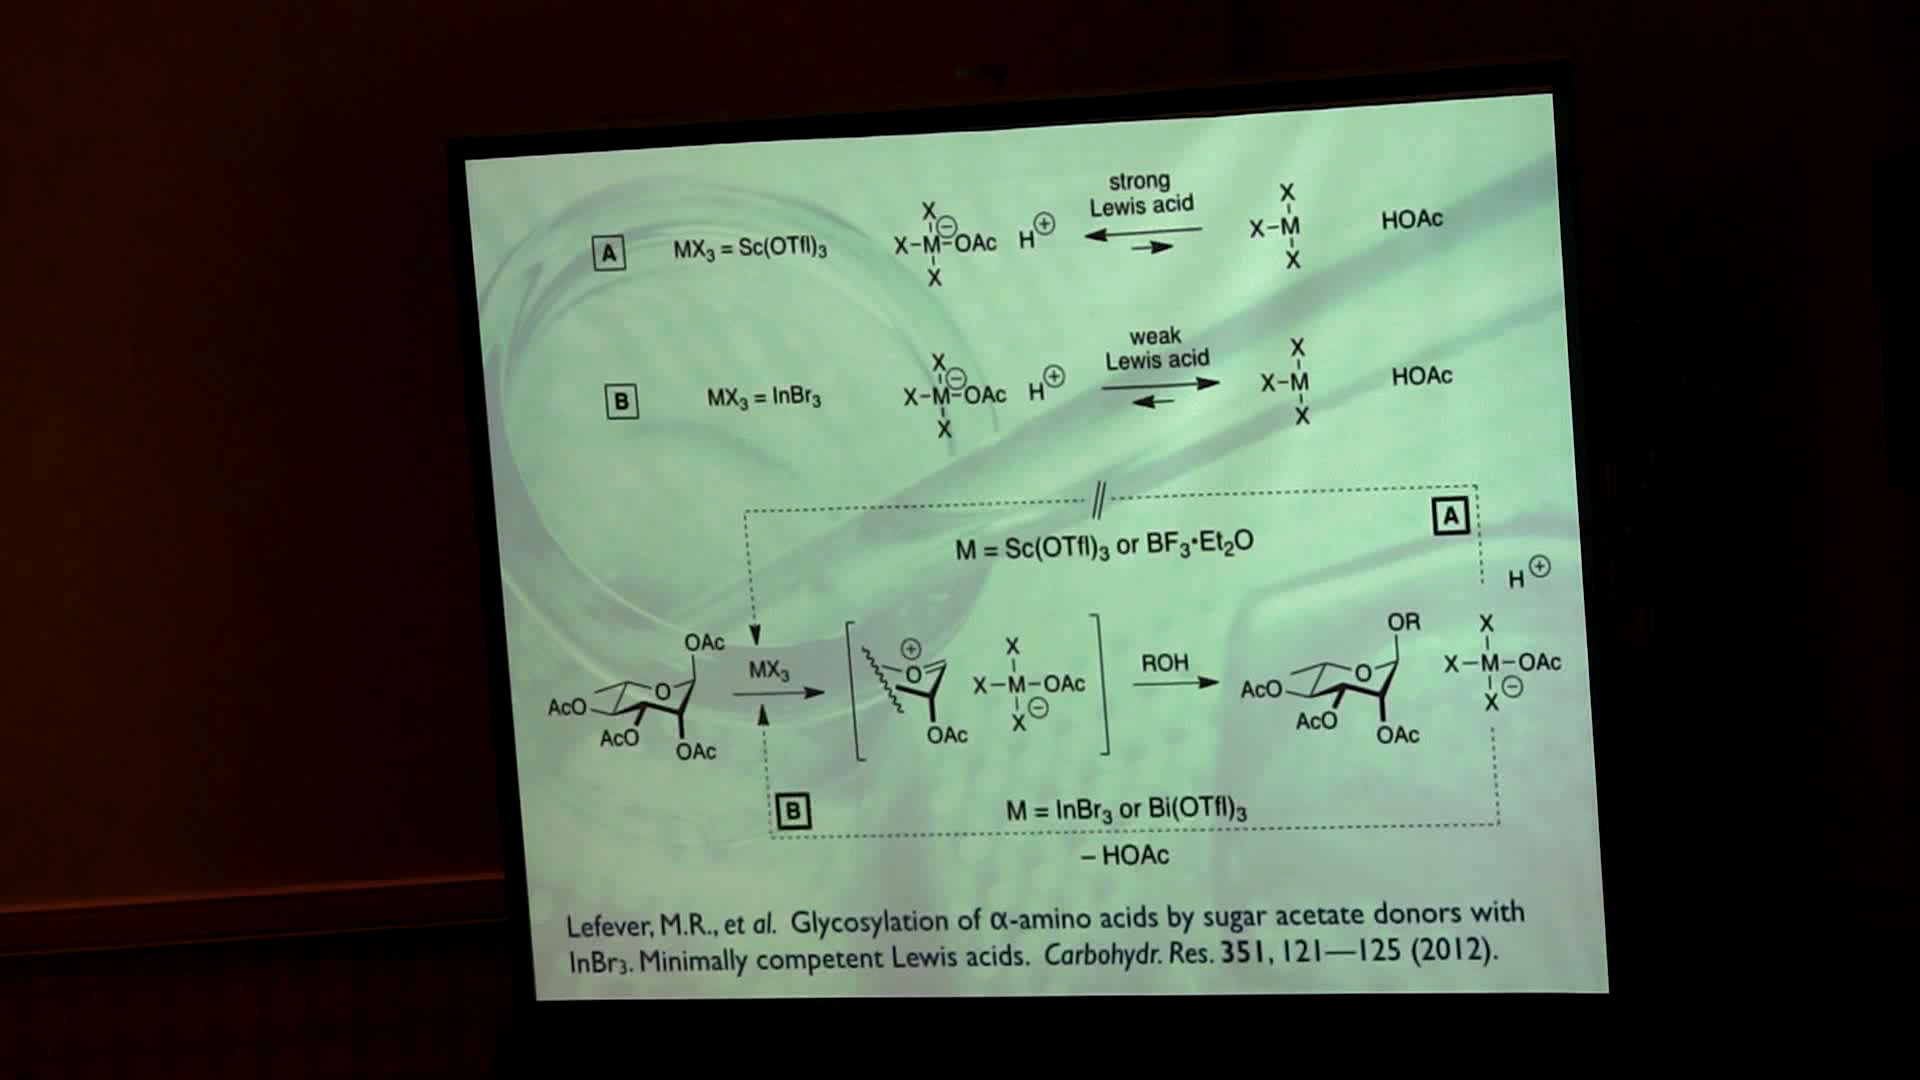 strong
Lewis acid
A MX₃ = Sc(OTfl)₃ X X-M-OAc ⊖ X H⊕ X X-M X HOAc
weak
Lewis acid
B MX₃ = InBr₃ X X-M-OAc ⊖ X H⊕ X X-M X HOAc
A
M = Sc(OTfl)₃ or BF₃•Et₂O
H⊕
OAc AcO AcO OAc O
MX₃
⊕ O OAc
X X-M-OAc X ⊖
ROH
OR AcO AcO OAc O
X X-M-OAc X ⊖
B
M = InBr₃ or Bi(OTfl)₃
– HOAc
Lefever, M.R., et al. Glycosylation of α-amino acids by sugar acetate donors with
InBr₃. Minimally competent Lewis acids. Carbohydr. Res. 351, 121—125 (2012).